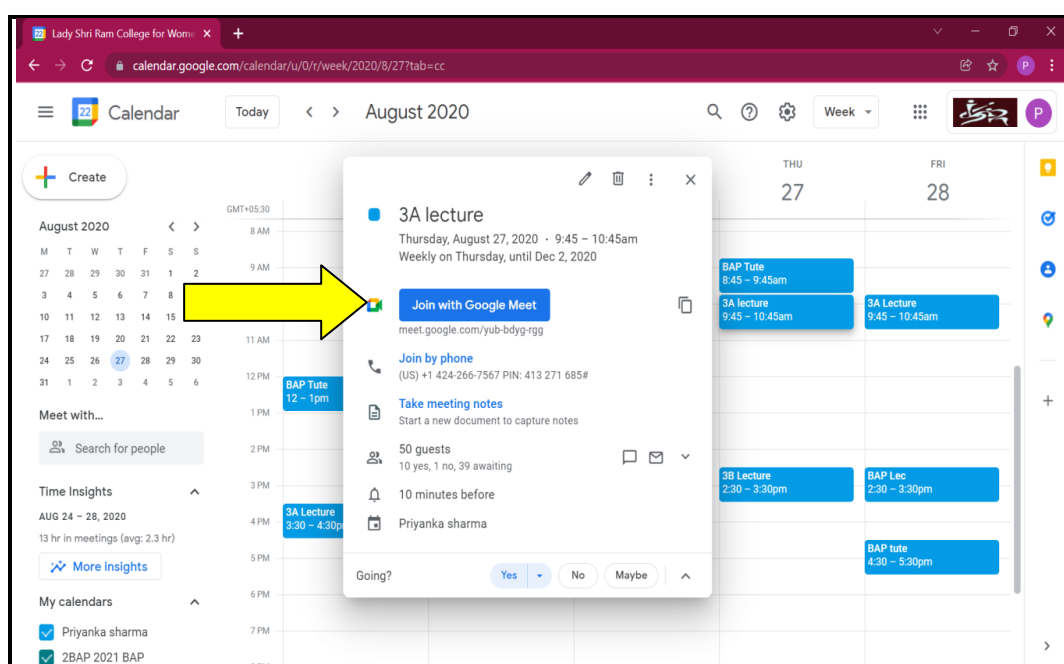 Lady Shri Ram College for Wome
calendar.google.com/calendar/u/0/r/week/2020/8/27?tab=cc
P
22 Calendar
Today
August 2020
Week
P
Create
August 2020
M T W T F S S
27 28 29 30 31 1 2
3 4 5 6 7 8
10 11 12 13 14 15
17 18 19 20 21 22 23
24 25 26 27 28 29 30
31 1 2 3 4 5 6
Meet with...
Search for people
Time Insights
AUG 24 – 28, 2020
13 hr in meetings (avg: 2.3 hr)
More insights
My calendars
Priyanka sharma
2BAP 2021 BAP
GMT+05:30
8 AM
9 AM
11 AM
12 PM
1 PM
2 PM
3 PM
4 PM
5 PM
6 PM
7 PM
BAP Tute
12 – 1pm
3A Lecture
3:30 – 4:30p
3A lecture
Thursday, August 27, 2020 · 9:45 – 10:45am
Weekly on Thursday, until Dec 2, 2020
Join with Google Meet
meet.google.com/yub-bdyg-rgg
Join by phone
(US) +1 424-266-7567 PIN: 413 271 685#
Take meeting notes
Start a new document to capture notes
50 guests
10 yes, 1 no, 39 awaiting
10 minutes before
Priyanka sharma
Going?
Yes
No
Maybe
THU
27
BAP Tute
8:45 – 9:45am
3A lecture
9:45 – 10:45am
3B Lecture
2:30 – 3:30pm
FRI
28
3A Lecture
9:45 – 10:45am
BAP Lec
2:30 – 3:30pm
BAP tute
4:30 – 5:30pm